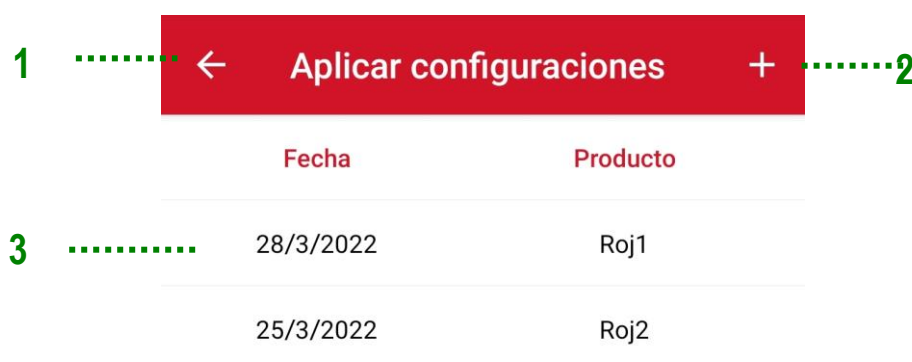 1 Aplicar configuraciones + 2
Fecha Producto
3 28/3/2022 Roj1
25/3/2022 Roj2